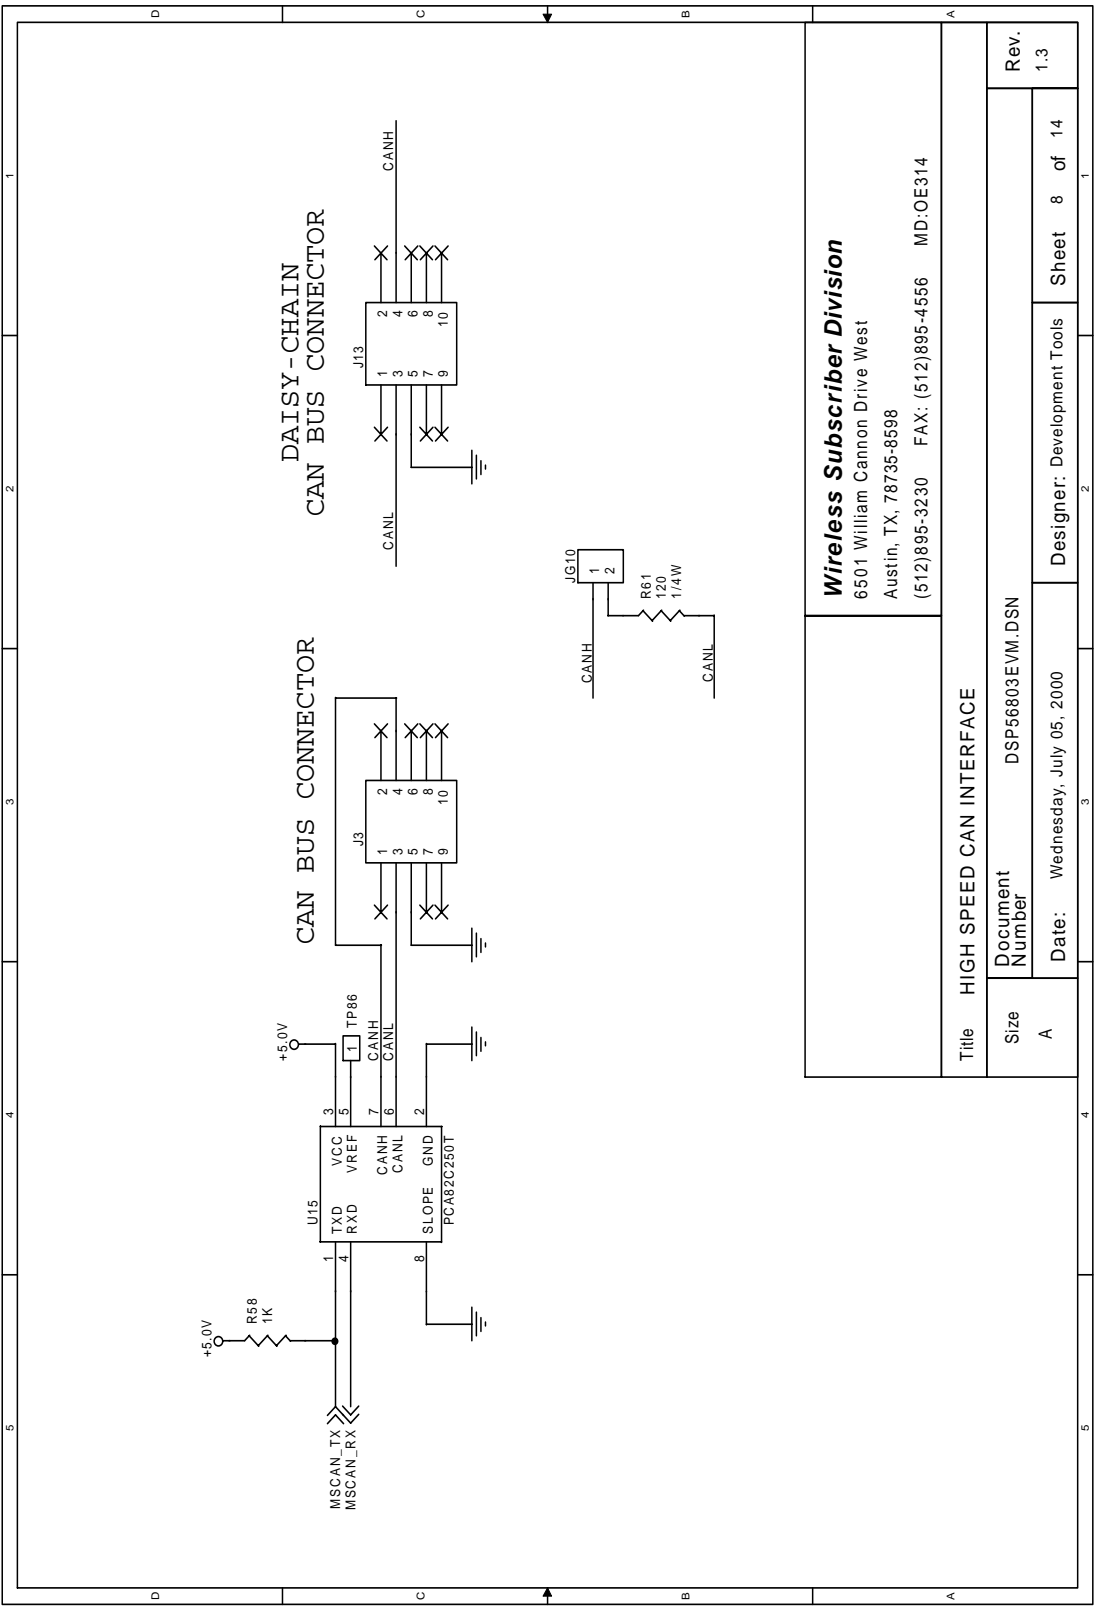 5
4
3
2
1
D
D
C
C
B
B
A
A
+5.0V
R58
1K
MSCAN_TX
MSCAN_RX
U15
1 TXD VCC 3
4 RXD VREF 5
CANH 7
CANL 6
8 SLOPE GND 2
PCA82C250T
+5.0V
1 TP86
CANH
CANL
CAN BUS CONNECTOR
J3
1 2
3 4
5 6
7 8
9 10
DAISY-CHAIN
CAN BUS CONNECTOR
J13
1 2
3 4
5 6
7 8
9 10
CANL
CANH
JG10
1
2
CANH
R61
120
1/4W
CANL
Wireless Subscriber Division
6501 William Cannon Drive West
Austin, TX, 78735-8598
(512)895-3230 FAX: (512)895-4556 MD:OE314
Title HIGH SPEED CAN INTERFACE
Size
A
Document
Number
DSP56803EVM.DSN
Rev.
1.3
Date: Wednesday, July 05, 2000
Designer: Development Tools
Sheet 8 of 14
5
4
3
2
1